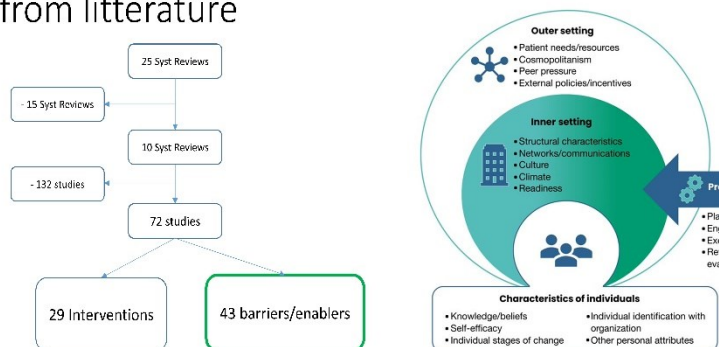 from litterature
25 Syst Reviews
- 15 Syst Reviews
10 Syst Reviews
- 132 studies
72 studies
29 Interventions
43 barriers/enablers
Outer setting
• Patient needs/resources
• Cosmopolitanism
• Peer pressure
• External policies/incentives
Inner setting
• Structural characteristics
• Networks/communications
• Culture
• Climate
• Readiness
Characteristics of individuals
• Knowledge/beliefs
• Self-efficacy
• Individual stages of change
• Individual identification with
organization
• Other personal attributes